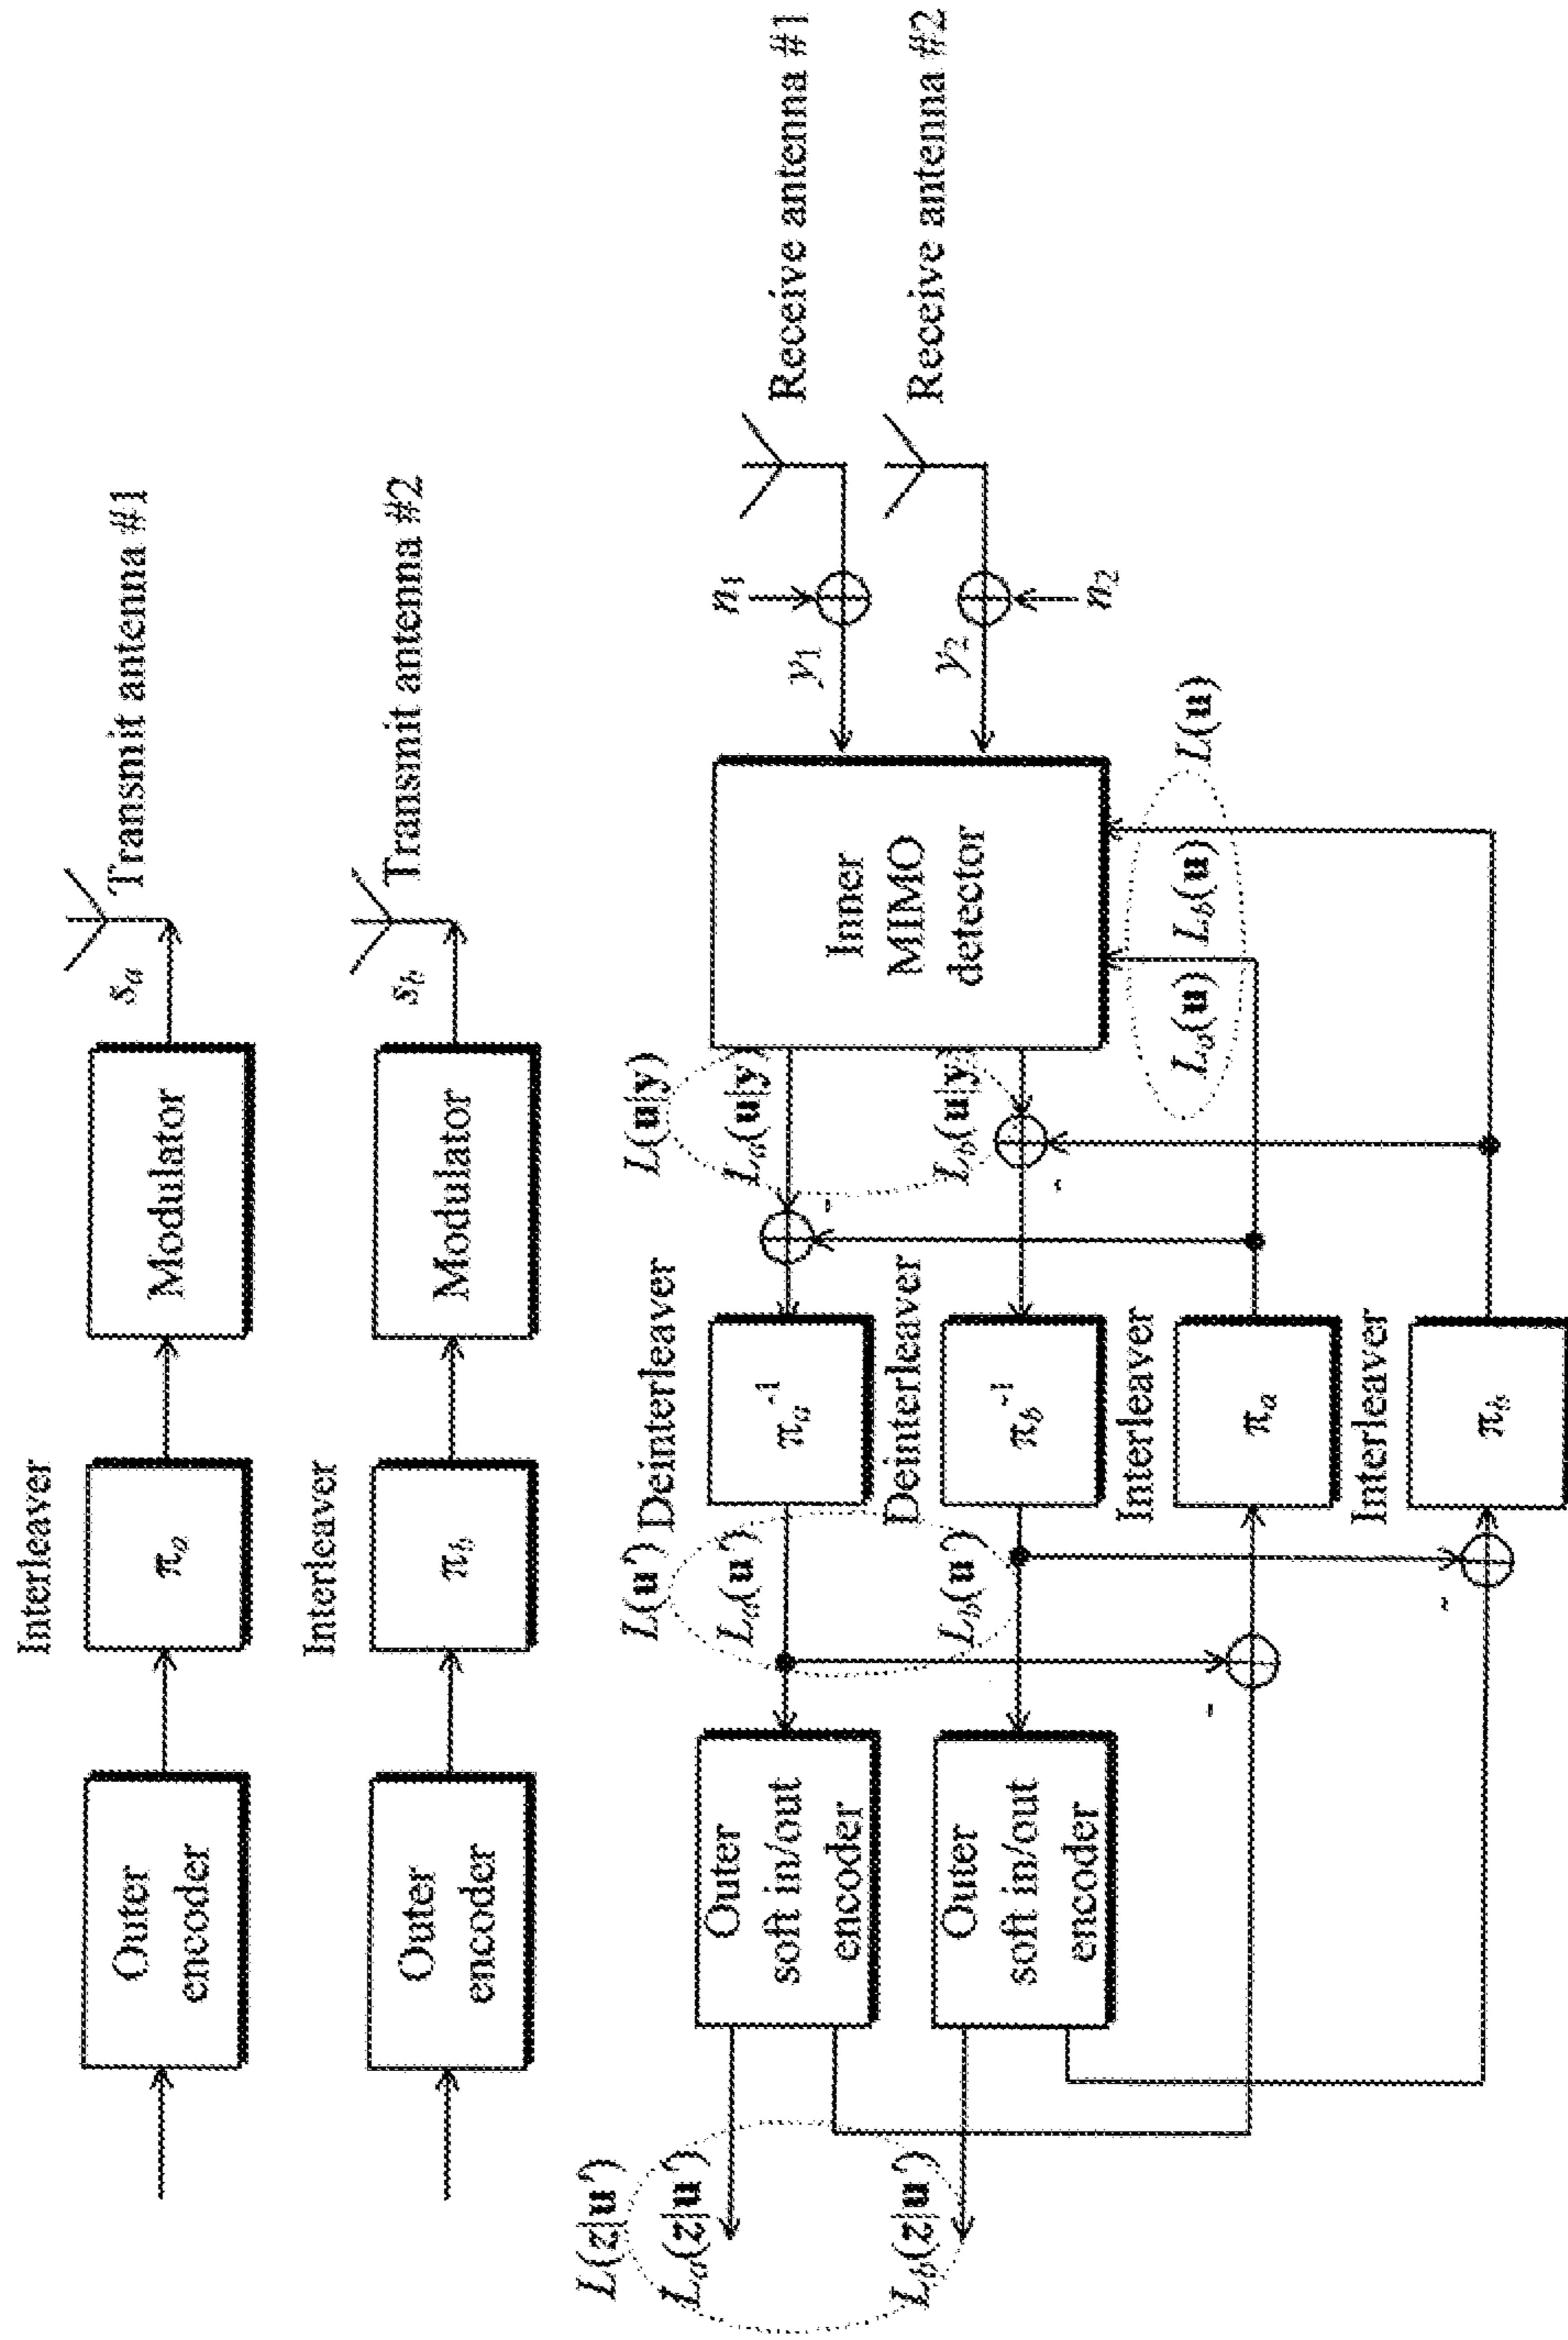 Interleaver
Outer
encoder
π_a
Modulator
s_a
Transmit antenna #1
Interleaver
Outer
encoder
π_b
Modulator
s_b
Transmit antenna #2
L(z|u')
L_a(z|u')
L_b(z|u')
Outer
soft in/out
encoder
Outer
soft in/out
encoder
L(u')
L_a(u')
L_b(u')
-
-
Deinterleaver
π_a^-1
Deinterleaver
π_b^-1
Interleaver
π_a
Interleaver
π_b
L(u|y)
L_a(u|y)
L_b(u|y)
-
-
Inner
MIMO
detector
L_a(u) L_b(u) L(u)
y_1
n_1
y_2
n_2
Receive antenna #1
Receive antenna #2